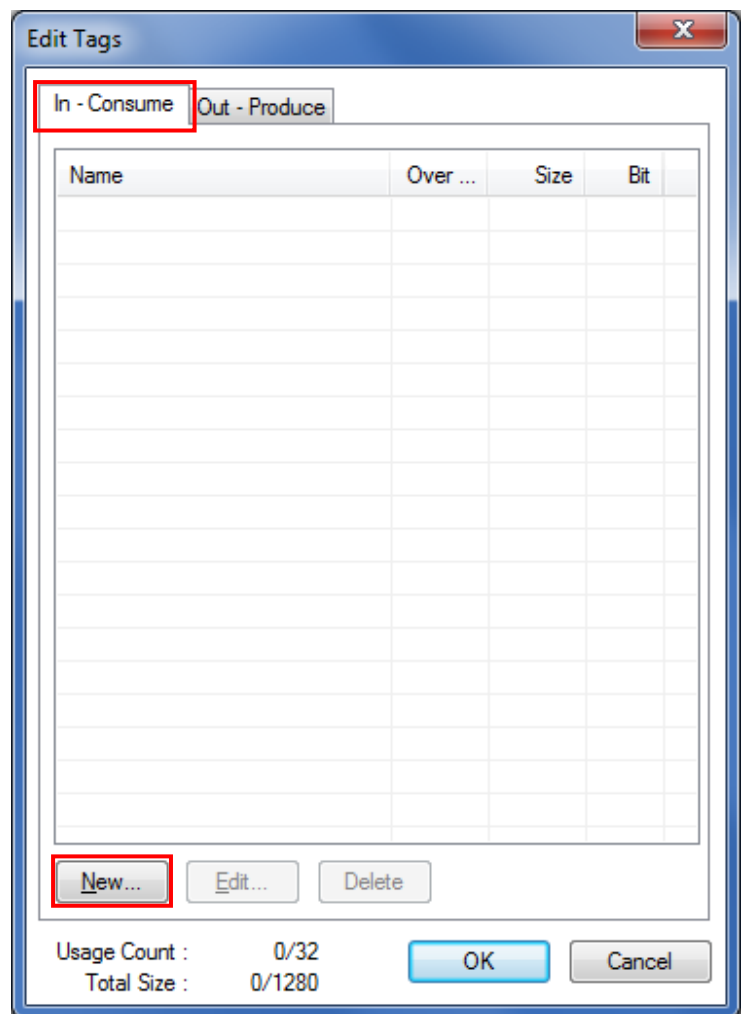 Edit Tags
In - Consume Out - Produce
Name Over ... Size Bit
New... Edit... Delete
Usage Count : 0/32
Total Size : 0/1280
OK Cancel